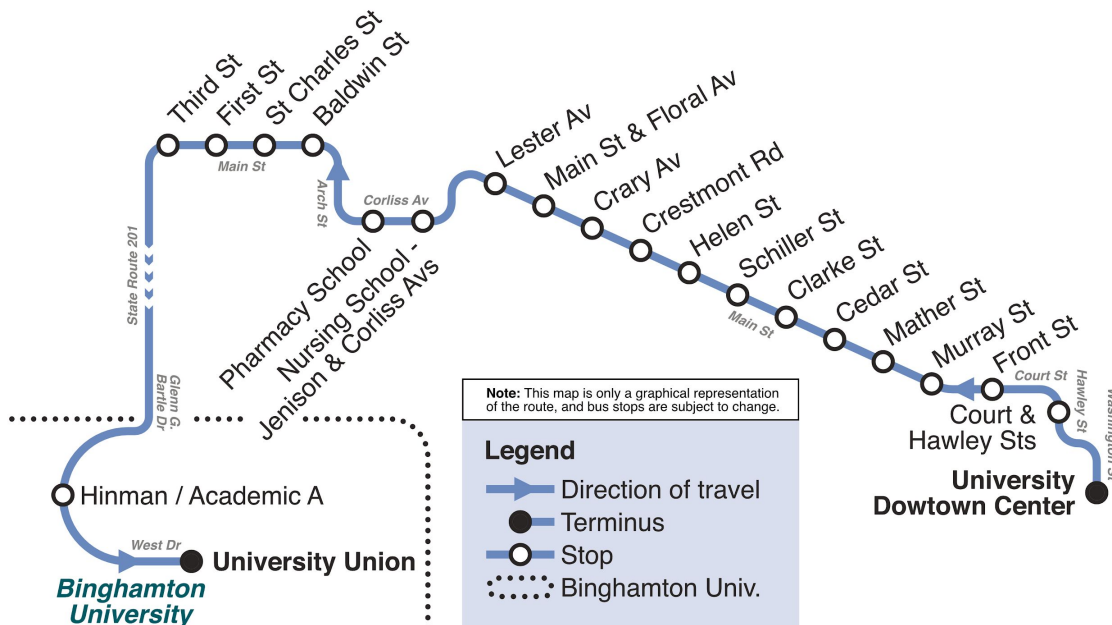 Third St
First St
St Charles St
Baldwin St
Main St
Arch St
Corliss Av
State Route 201
Pharmacy School
Nursing School -
Jenison & Corliss Avs
Lester Av
Main St & Floral Av
Crary Av
Crestmont Rd
Helen St
Schiller St
Clarke St
Cedar St
Mather St
Murray St
Front St
Main St
Court St
Hawley St
Washington St
Court &
Hawley Sts
University
Dowtown Center
Glenn G.
Bartle Dr
Hinman / Academic A
West Dr
University Union
Binghamton
University
Note: This map is only a graphical representation
of the route, and bus stops are subject to change.
Legend
Direction of travel
Terminus
Stop
Binghamton Univ.